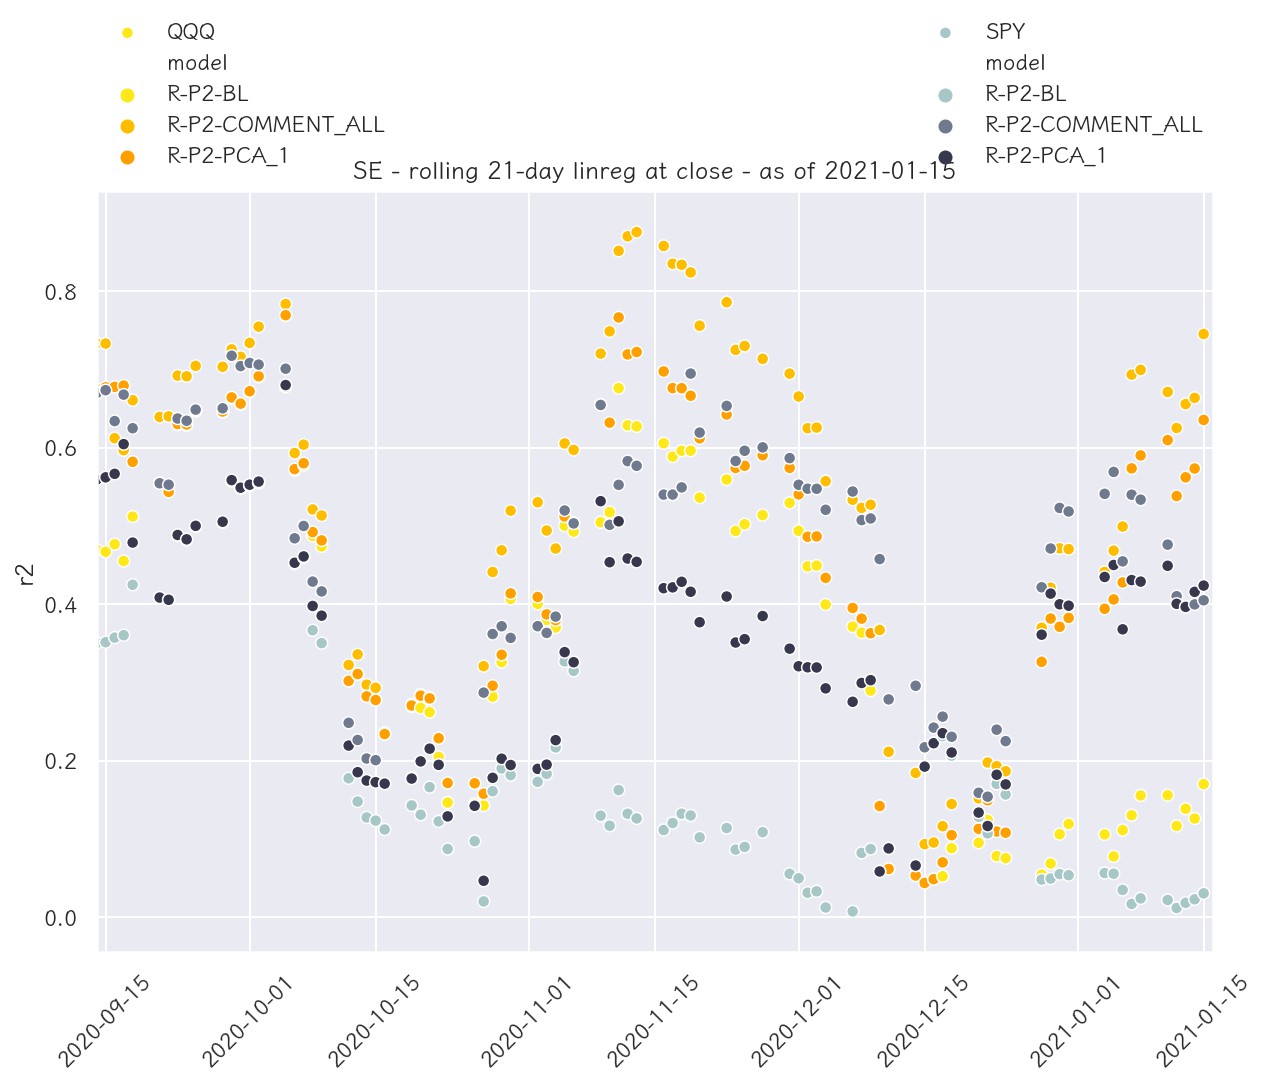 QQQ
model
R-P2-BL
R-P2-COMMENT_ALL
R-P2-PCA_1
SPY
model
R-P2-BL
R-P2-COMMENT_ALL
R-P2-PCA_1
SE - rolling 21-day linreg at close - as of 2021-01-15
0.8
0.6
0.4
0.2
0.0
r2
2020-09-15
2020-10-01
2020-10-15
2020-11-01
2020-11-15
2020-12-01
2020-12-15
2021-01-01
2021-01-15